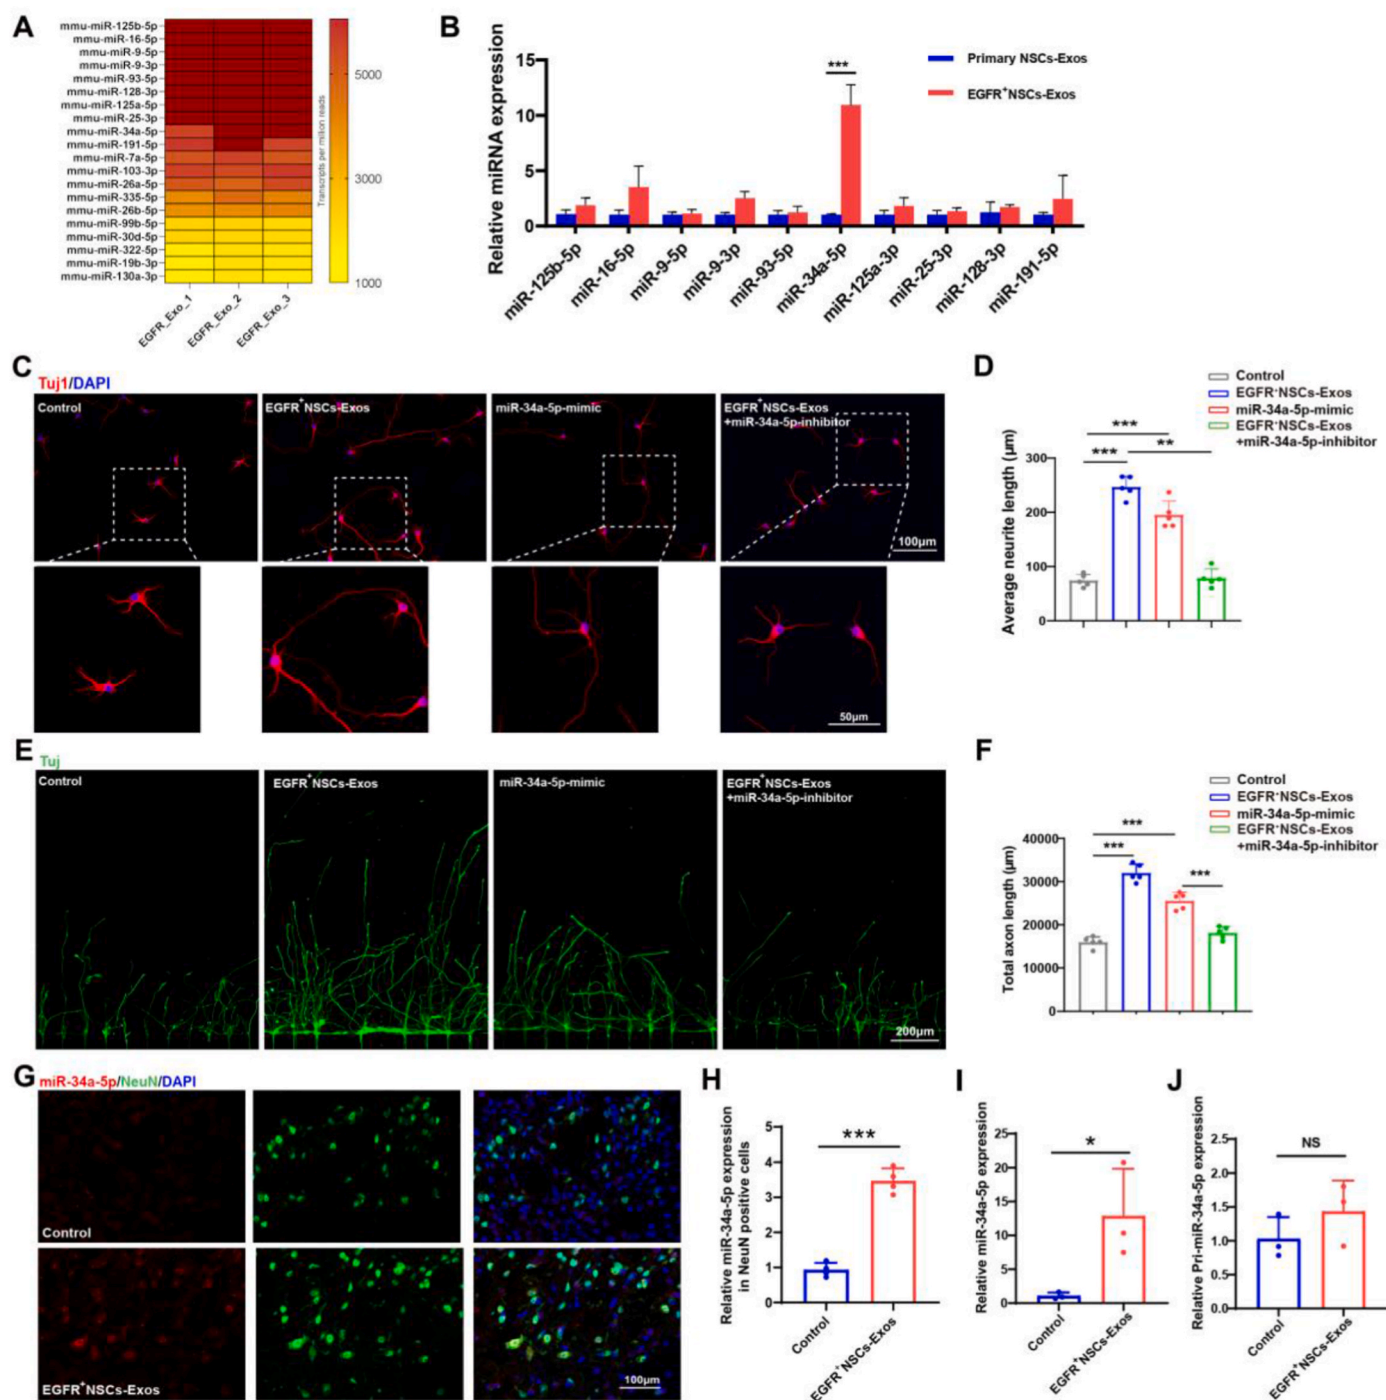 A
mmu-miR-125b-5p
mmu-miR-16-5p
mmu-miR-9-5p
mmu-miR-9-3p
mmu-miR-93-5p
mmu-miR-128-3p
mmu-miR-125a-5p
mmu-miR-25-3p
mmu-miR-34a-5p
mmu-miR-191-5p
mmu-miR-7a-5p
mmu-miR-103-3p
mmu-miR-26a-5p
mmu-miR-335-5p
mmu-miR-26b-5p
mmu-miR-99b-5p
mmu-miR-30d-5p
mmu-miR-322-5p
mmu-miR-19b-3p
mmu-miR-130a-3p
EGFR_Exo_1
EGFR_Exo_2
EGFR_Exo_3
5000
3000
1000
Transcripts per million reads
B
Relative miRNA expression
15
10
5
0
***
Primary NSCs-Exos
EGFR⁺NSCs-Exos
miR-125b-5p
miR-16-5p
miR-9-5p
miR-9-3p
miR-93-5p
miR-34a-5p
miR-125a-3p
miR-25-3p
miR-128-3p
miR-191-5p
C
Tuj1/DAPI
Control
EGFR⁺NSCs-Exos
miR-34a-5p-mimic
EGFR⁺NSCs-Exos
+miR-34a-5p-inhibitor
100μm
50μm
D
Control
EGFR⁺NSCs-Exos
miR-34a-5p-mimic
EGFR⁺NSCs-Exos
+miR-34a-5p-inhibitor
***
***
**
Average neurite length (μm)
300
200
100
0
E
Tuj
Control
EGFR⁺NSCs-Exos
miR-34a-5p-mimic
EGFR⁺NSCs-Exos
+miR-34a-5p-inhibitor
200μm
F
Control
EGFR⁺NSCs-Exos
miR-34a-5p-mimic
EGFR⁺NSCs-Exos
+miR-34a-5p-inhibitor
***
***
***
Total axon length (μm)
40000
30000
20000
10000
0
G
miR-34a-5p/NeuN/DAPI
Control
EGFR⁺NSCs-Exos
100μm
H
Relative miR-34a-5p expression
in NeuN positive cells
5
4
3
2
1
0
***
Control
EGFR⁺NSCs-Exos
I
Relative miR-34a-5p expression
25
20
15
10
5
0
*
Control
EGFR⁺NSCs-Exos
J
Relative Pri-miR-34a-5p expression
2.5
2.0
1.5
1.0
0.5
0.0
NS
Control
EGFR⁺NSCs-Exos